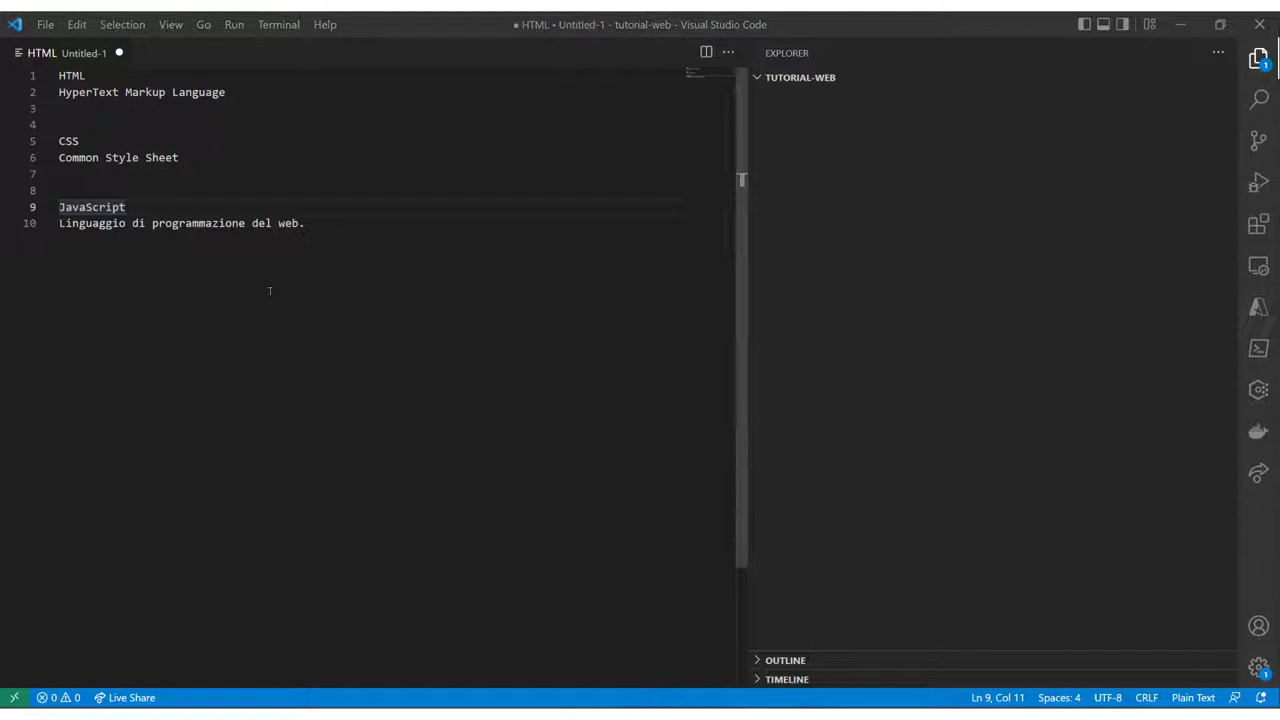 File Edit Selection View Go Run Terminal Help
● HTML • Untitled-1 - tutorial-web - Visual Studio Code
HTML Untitled-1 ●
EXPLORER
TUTORIAL-WEB
1 HTML
2 HyperText Markup Language
3
4
5 CSS
6 Common Style Sheet
7
8
9 JavaScript
10 Linguaggio di programmazione del web.
OUTLINE
TIMELINE
1
1
0 0 Live Share
Ln 9, Col 11 Spaces: 4 UTF-8 CRLF Plain Text